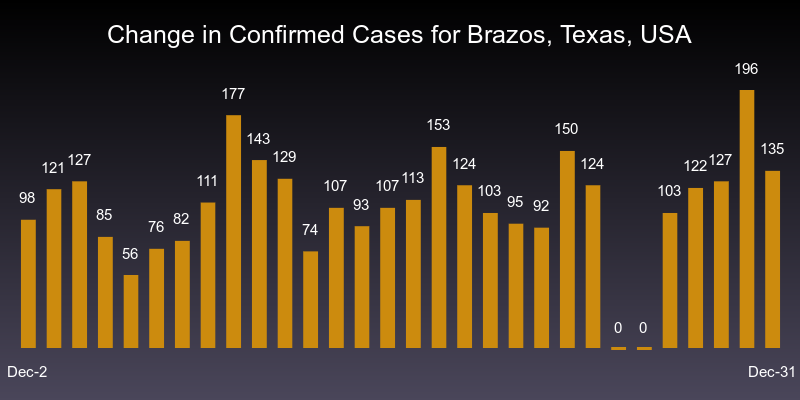 Change in Confirmed Cases for Brazos, Texas, USA
98 121 127 85 56 76 82 111 177 143 129 74 107 93 107 113 153 124 103 95 92 150 124 0 0 103 122 127 196 135
Dec-2 Dec-31